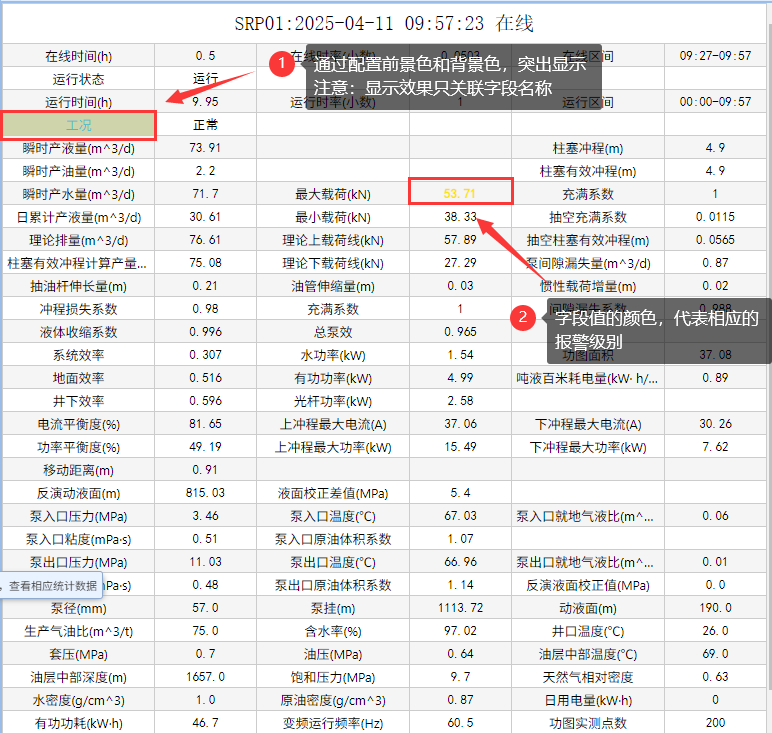 SRP01:2025-04-11 09:57:23 在线
在线时间(h) 0.5 在线时率(小数) 0.0503 在线区间 09:27-09:57
运行状态 运行
运行时间(h) 9.95 运行时率(小数) 1 运行区间 00:00-09:57
1
通过配置前景色和背景色，突出显示
注意：显示效果只关联字段名称
工况 正常
瞬时产液量(m^3/d) 73.91 柱塞冲程(m) 4.9
瞬时产油量(m^3/d) 2.2 柱塞有效冲程(m) 4.9
瞬时产水量(m^3/d) 71.7 最大载荷(kN) 53.71 充满系数 1
日累计产液量(m^3/d) 30.61 最小载荷(kN) 38.33 抽空充满系数 0.0115
理论排量(m^3/d) 76.61 理论上载荷线(kN) 57.89 抽空柱塞有效冲程(m) 0.0565
柱塞有效冲程计算产量... 75.08 理论下载荷线(kN) 27.29 泵间隙漏失量(m^3/d) 0.87
抽油杆伸长量(m) 0.21 油管伸缩量(m) 0.03 惯性载荷增量(m) 0.02
冲程损失系数 0.98 充满系数 1 间隙漏失系数 0.988
2
字段值的颜色，代表相应的
报警级别
液体收缩系数 0.996 总泵效 0.965
系统效率 0.307 水功率(kW) 1.54 功图面积 37.08
地面效率 0.516 有功功率(kW) 4.99 吨液百米耗电量(kW· h/... 0.89
井下效率 0.596 光杆功率(kW) 2.58
电流平衡度(%) 81.65 上冲程最大电流(A) 37.06 下冲程最大电流(A) 30.26
功率平衡度(%) 49.19 上冲程最大功率(kW) 15.49 下冲程最大功率(kW) 7.62
移动距离(m) 0.91
反演动液面(m) 815.03 液面校正差值(MPa) 5.4
泵入口压力(MPa) 3.46 泵入口温度(℃) 67.03 泵入口就地气液比(m^... 0.06
泵入口粘度(mPa·s) 0.51 泵入口原油体积系数 1.07
泵出口压力(MPa) 11.03 泵出口温度(℃) 66.96 泵出口就地气液比(m^... 0.01
查看相应统计数据 Pa·s) 0.48 泵出口原油体积系数 1.14 反演液面校正值(MPa) 0.0
泵径(mm) 57.0 泵挂(m) 1113.72 动液面(m) 190.0
生产气油比(m^3/t) 75.0 含水率(%) 97.02 井口温度(℃) 26.0
套压(MPa) 0.7 油压(MPa) 0.64 油层中部温度(℃) 69.0
油层中部深度(m) 1657.0 饱和压力(MPa) 9.7 天然气相对密度 0.63
水密度(g/cm^3) 1.0 原油密度(g/cm^3) 0.87 日用电量(kW·h) 0
有功功耗(kW·h) 46.7 变频运行频率(Hz) 60.5 功图实测点数 200